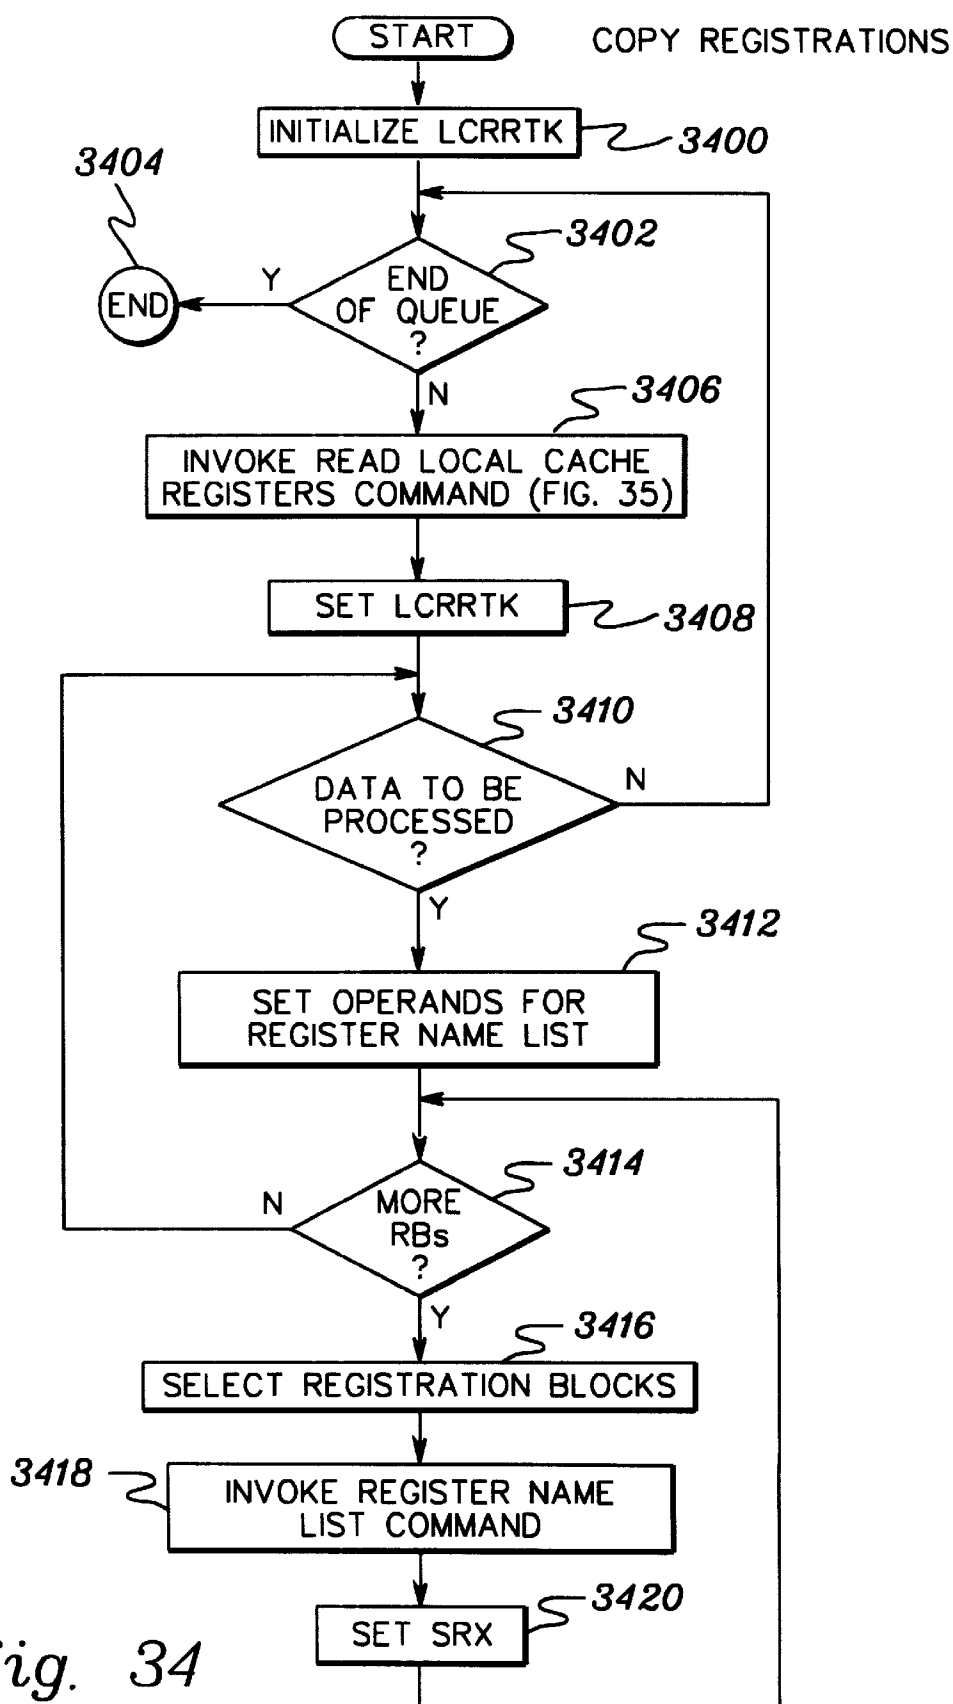 START
COPY REGISTRATIONS
INITIALIZE LCRRTK
3400
3404
3402
Y
END
END
OF QUEUE
?
N
3406
INVOKE READ LOCAL CACHE
REGISTERS COMMAND (FIG. 35)
SET LCRRTK
3408
3410
N
DATA TO BE
PROCESSED
?
Y
3412
SET OPERANDS FOR
REGISTER NAME LIST
3414
N
MORE
RBs
?
Y
3416
SELECT REGISTRATION BLOCKS
3418
INVOKE REGISTER NAME
LIST COMMAND
3420
SET SRX
ig. 34